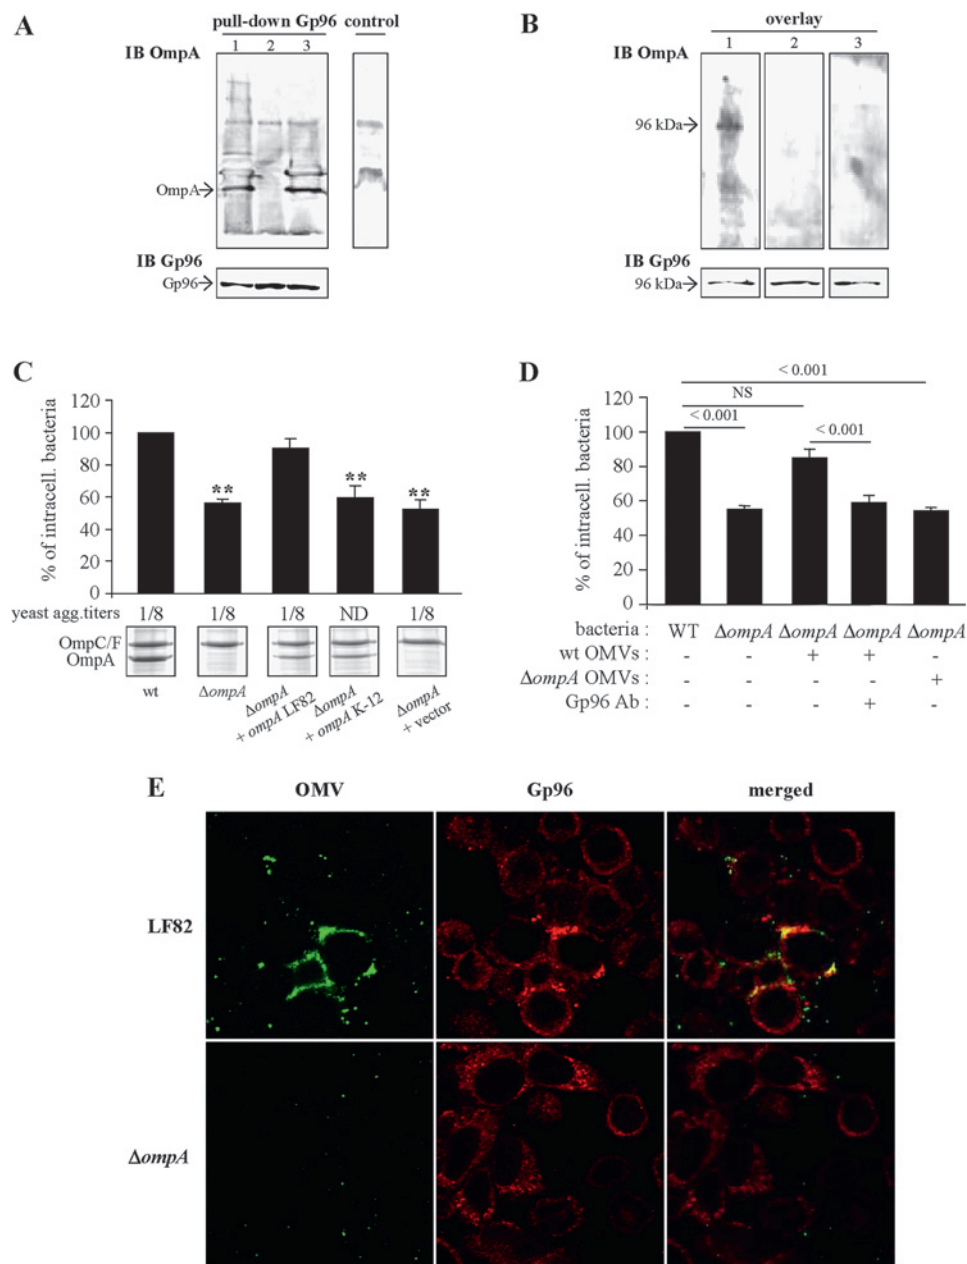 A
pull-down Gp96 control
IB OmpA 1 2 3
OmpA
IB Gp96
Gp96
B
overlay
IB OmpA 1 2 3
96 kDa
IB Gp96
96 kDa
C
% of intracell. bacteria
120
100
80
60
40
20
0
**
**
**
yeast agg.titers 1/8 1/8 1/8 ND 1/8
OmpC/F
OmpA
wt
ΔompA
ΔompA
+ ompA LF82
ΔompA
+ ompA K-12
ΔompA
+ vector
D
< 0.001
NS
< 0.001
< 0.001
% of intracell. bacteria
120
100
80
60
40
20
0
bacteria : WT ΔompA ΔompA ΔompA ΔompA
wt OMVs : - - + + -
ΔompA OMVs : - - - - +
Gp96 Ab : - - - + -
E
OMV Gp96 merged
LF82
ΔompA